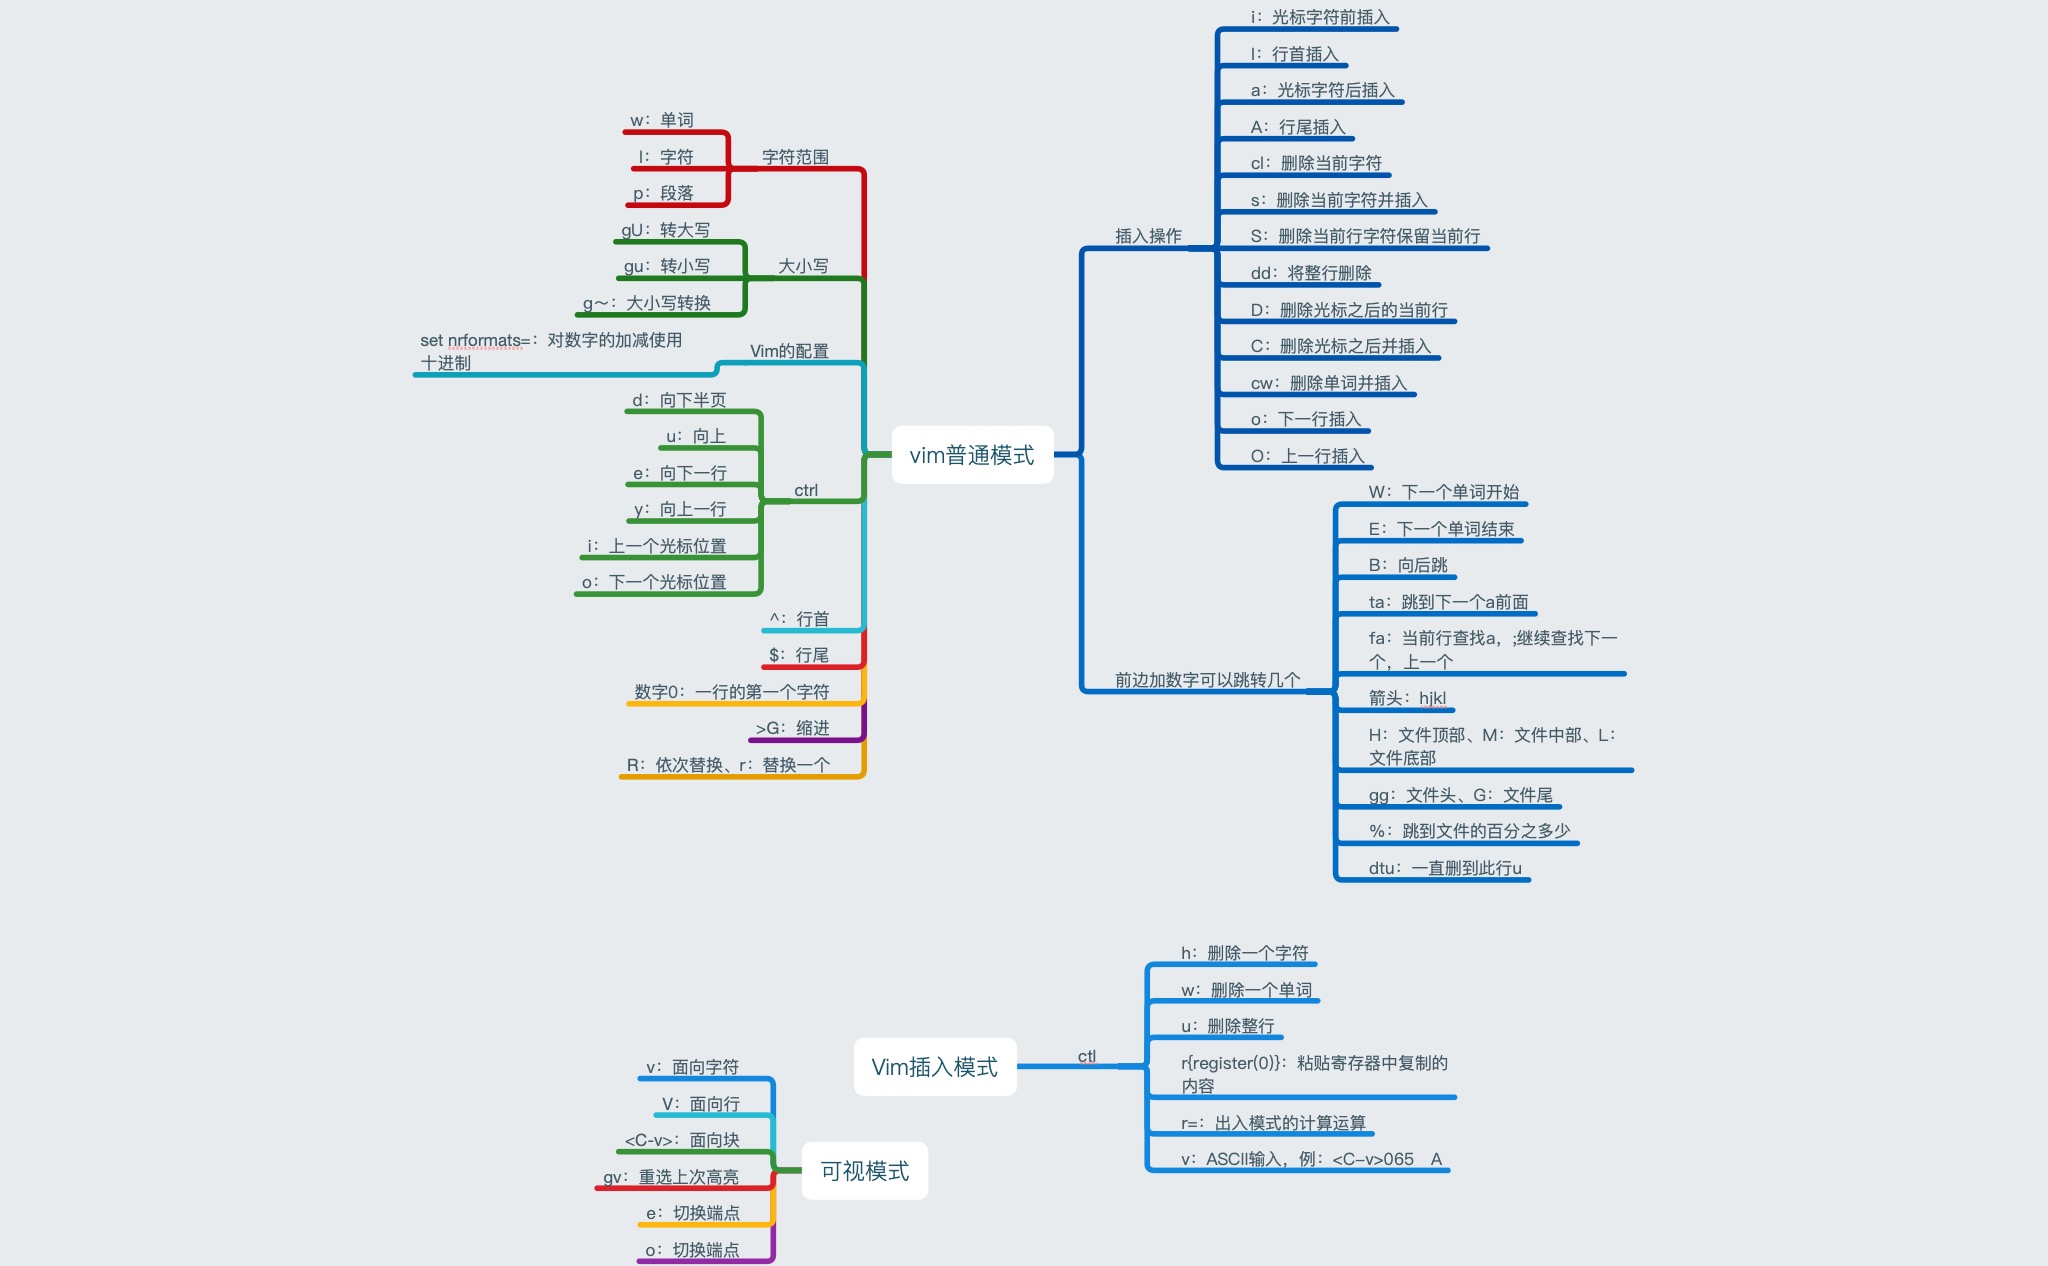 vim普通模式
插入操作
i：光标字符前插入
I：行首插入
a：光标字符后插入
A：行尾插入
cl：删除当前字符
s：删除当前字符并插入
S：删除当前行字符保留当前行
dd：将整行删除
D：删除光标之后的当前行
C：删除光标之后并插入
cw：删除单词并插入
o：下一行插入
O：上一行插入
前边加数字可以跳转几个
W：下一个单词开始
E：下一个单词结束
B：向后跳
ta：跳到下一个a前面
fa：当前行查找a，;继续查找下一
个，上一个
箭头：hjkl
H：文件顶部、M：文件中部、L：
文件底部
gg：文件头、G：文件尾
%：跳到文件的百分之多少
dtu：一直删到此行u
字符范围
w：单词
l：字符
p：段落
大小写
gU：转大写
gu：转小写
g～：大小写转换
Vim的配置
set nrformats=：对数字的加减使用
十进制
ctrl
d：向下半页
u：向上
e：向下一行
y：向上一行
i：上一个光标位置
o：下一个光标位置
^：行首
$：行尾
数字0：一行的第一个字符
>G：缩进
R：依次替换、r：替换一个
Vim插入模式
ctl
h：删除一个字符
w：删除一个单词
u：删除整行
r{register(0)}：粘贴寄存器中复制的
内容
r=：出入模式的计算运算
v：ASCII输入，例：<C-v>065 A
可视模式
v：面向字符
V：面向行
<C-v>：面向块
gv：重选上次高亮
e：切换端点
o：切换端点